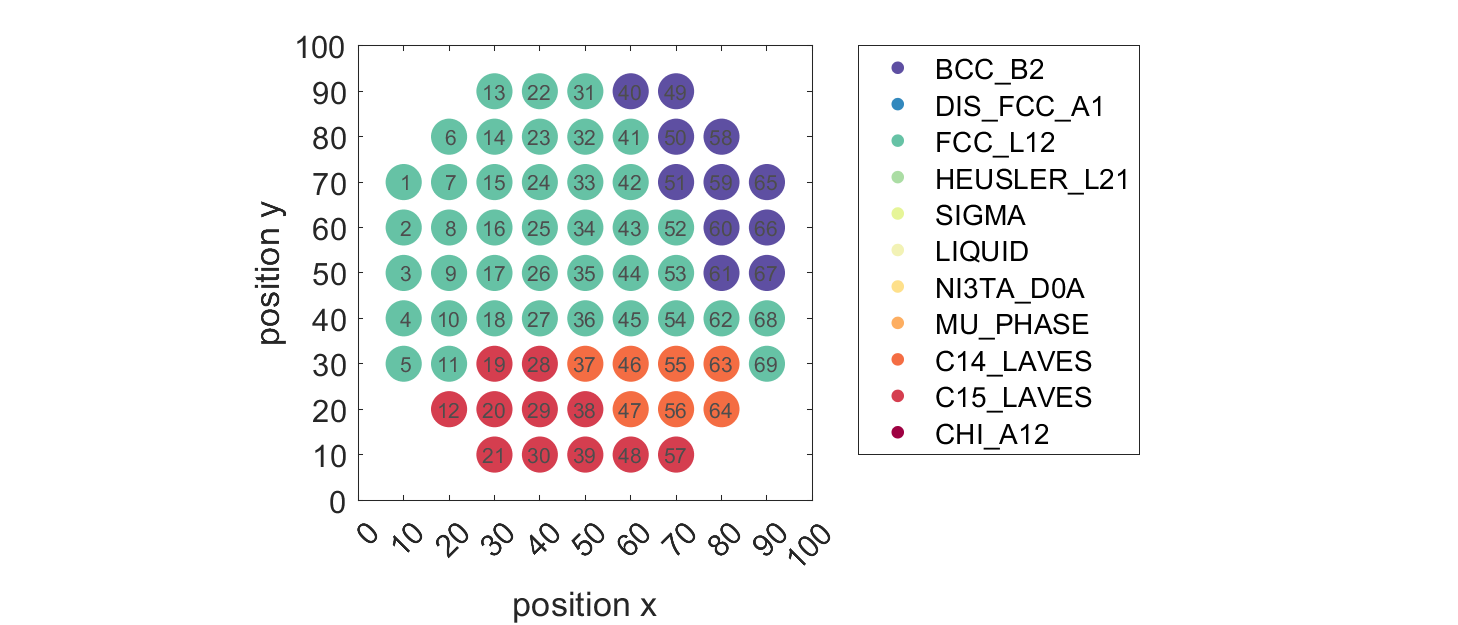 100
90
80
70
60
50
40
30
20
10
0
position y
13 22 31 40 49
6 14 23 32 41 50 58
1 7 15 24 33 42 51 59 65
2 8 16 25 34 43 52 60 66
3 9 17 26 35 44 53 61 67
4 10 18 27 36 45 54 62 68
5 11 19 28 37 46 55 63 69
12 20 29 38 47 56 64
21 30 39 48 57
0 10 20 30 40 50 60 70 80 90 100
position x
BCC_B2
DIS_FCC_A1
FCC_L12
HEUSLER_L21
SIGMA
LIQUID
NI3TA_D0A
MU_PHASE
C14_LAVES
C15_LAVES
CHI_A12